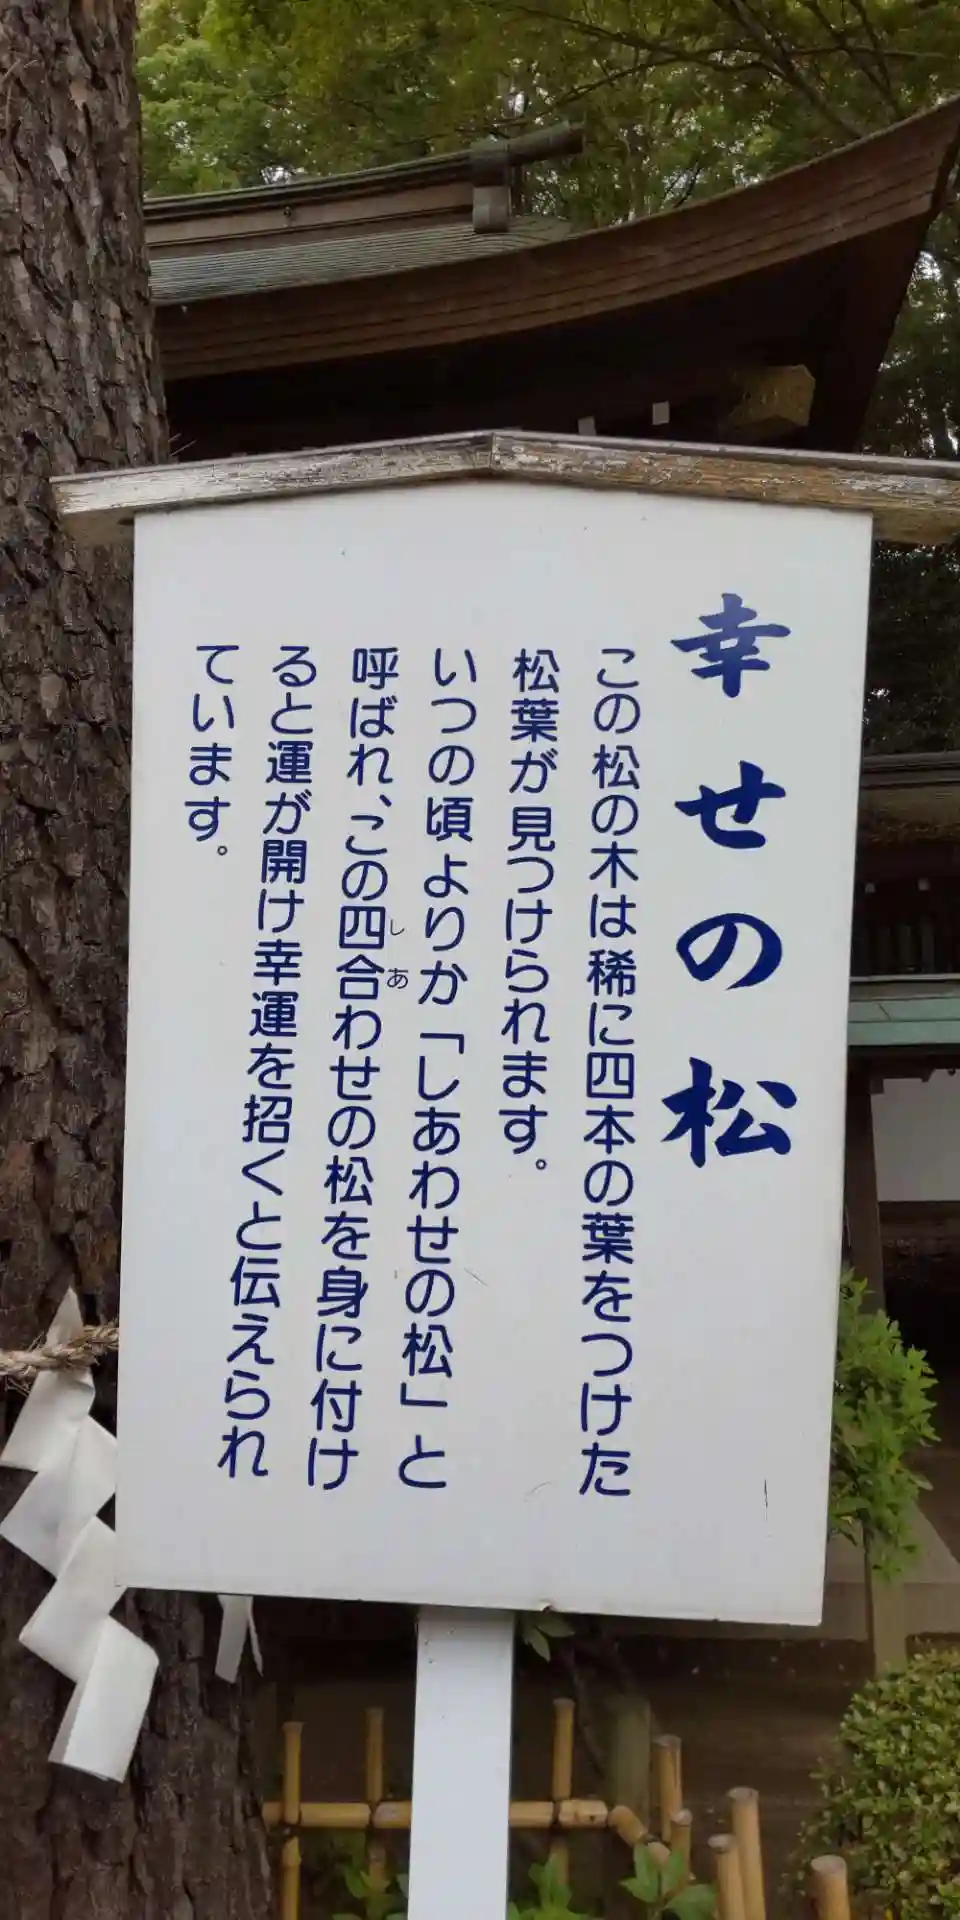 幸せの松
この松の木は稀に四本の葉をつけた
松葉が見つけられます。
いつの頃よりか「しあわせの松」と
呼ばれ、この四合わせの松を身に付け
しあ
ると運が開け幸運を招くと伝えられ
ています。